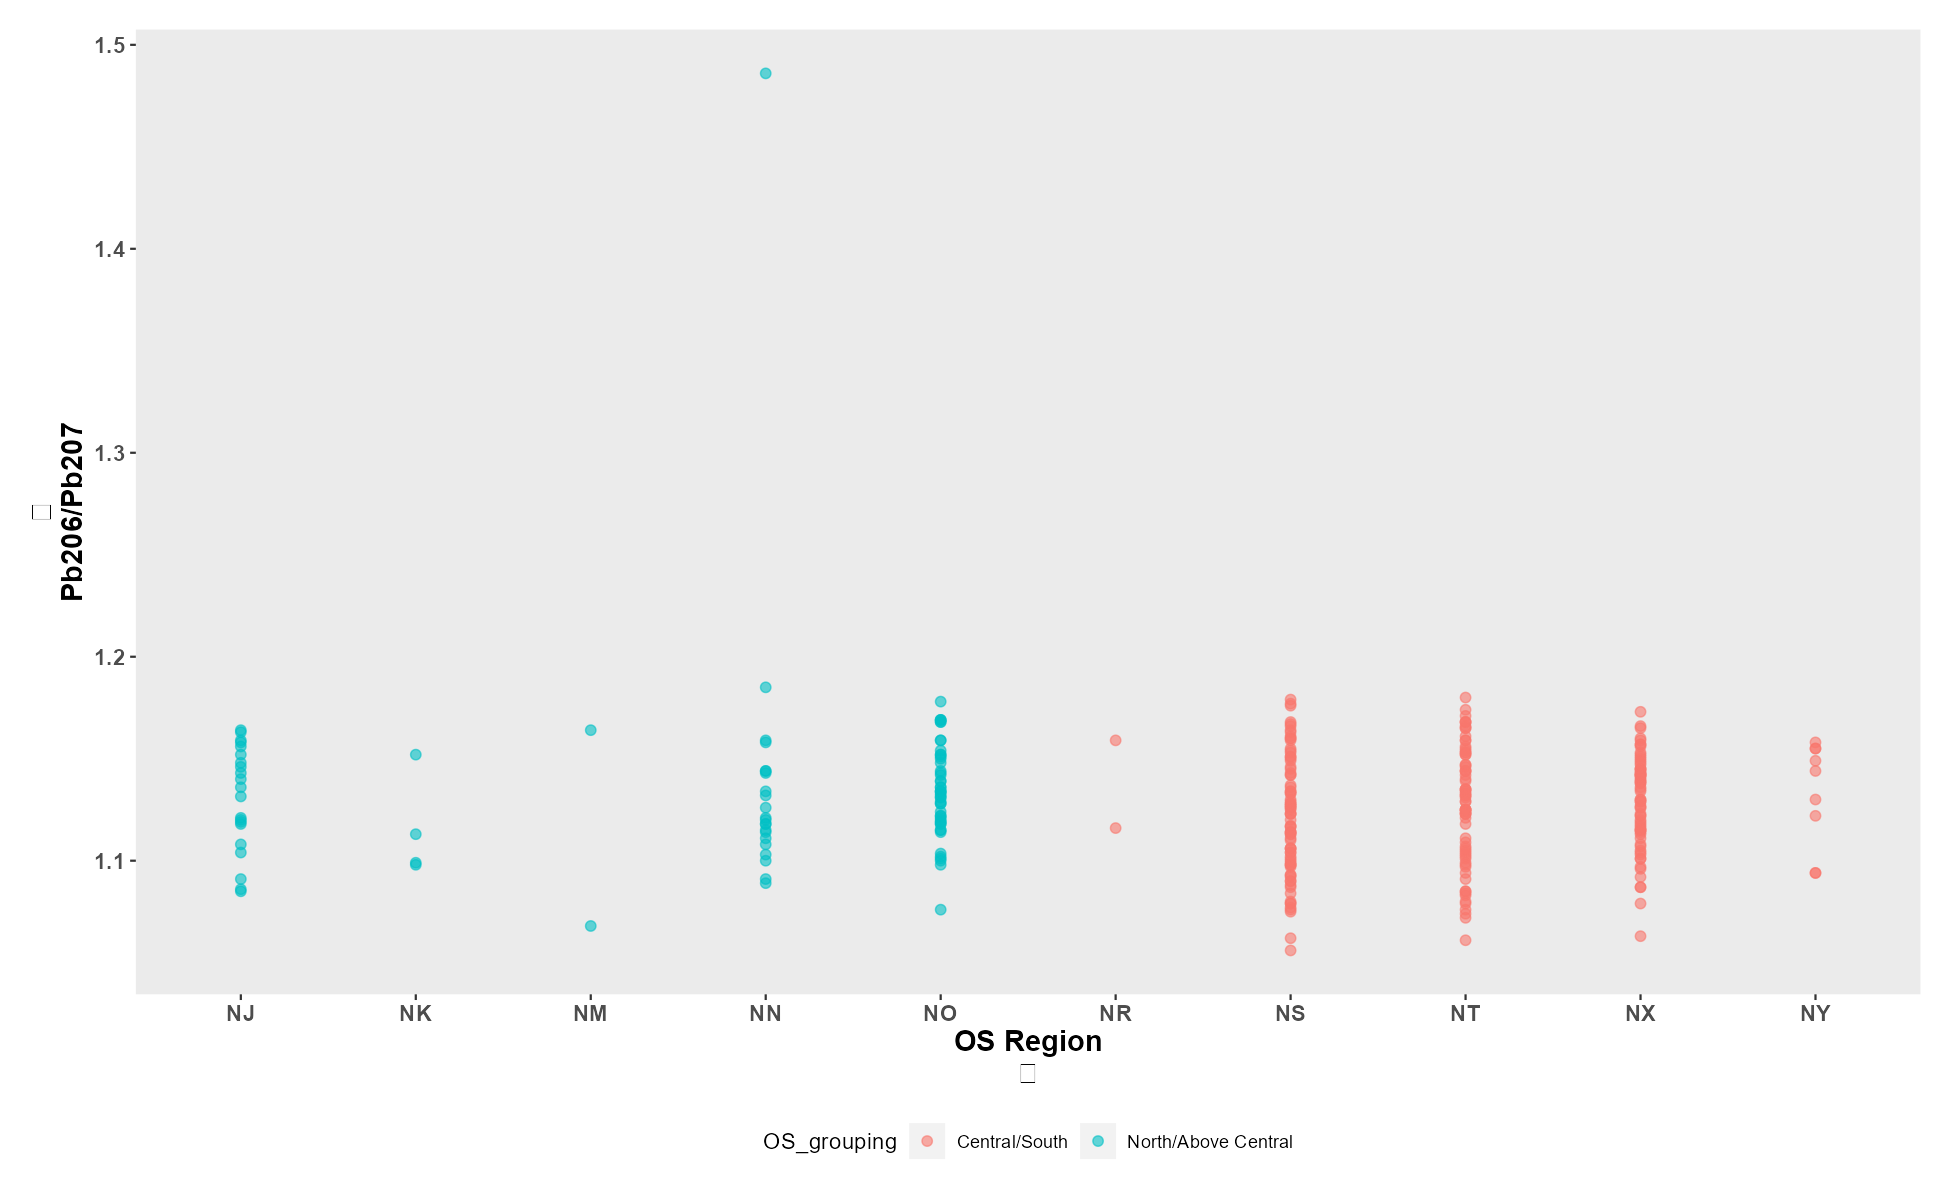 1.5
1.4
1.3
1.2
1.1
Pb206/Pb207
NJ NK NM NN NO NR NS NT NX NY
OS Region
OS_grouping Central/South North/Above Central